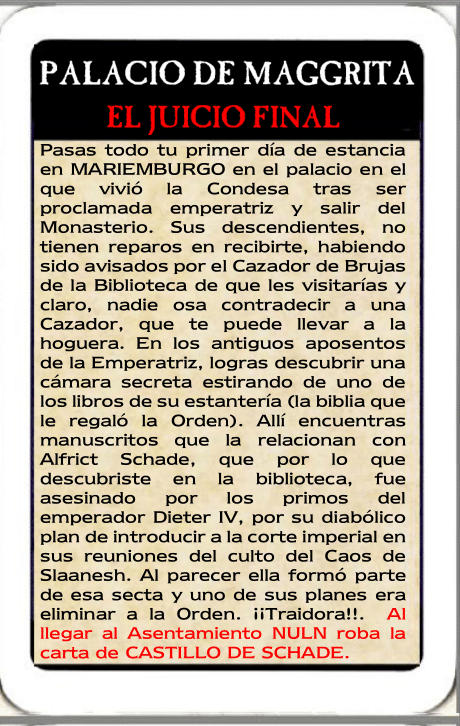 PALACIO DE MAGGRITA
EL JUICIO FINAL
Pasas todo tu primer día de estancia
en MARIEMBURGO en el palacio en el
que vivió la Condesa tras ser
proclamada emperatriz y salir del
Monasterio. Sus descendientes, no
tienen reparos en recibirte, habiendo
sido avisados por el Cazador de Brujas
de la Biblioteca de que les visitarías y
claro, nadie osa contradecir a una
Cazador, que te puede llevar a la
hoguera. En los antiguos aposentos
de la Emperatriz, logras descubrir una
cámara secreta estirando de uno de
los libros de su estantería (la biblia que
le regaló la Orden). Allí encuentras
manuscritos que la relacionan con
Alfrict Schade, que por lo que
descubriste en la biblioteca, fue
asesinado por los primos del
emperador Dieter IV, por su diabólico
plan de introducir a la corte imperial en
sus reuniones del culto del Caos de
Slaanesh. Al parecer ella formó parte
de esa secta y uno de sus planes era
eliminar a la Orden. ¡¡Traidora!!. Al
llegar al Asentamiento NULN roba la
carta de CASTILLO DE SCHADE.